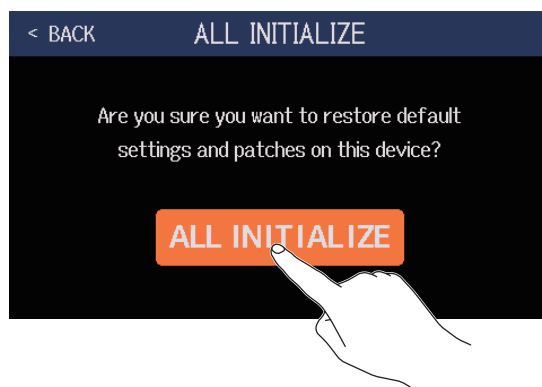 < BACK
ALL INITIALIZE
Are you sure you want to restore default
settings and patches on this device?
ALL INITIALIZE